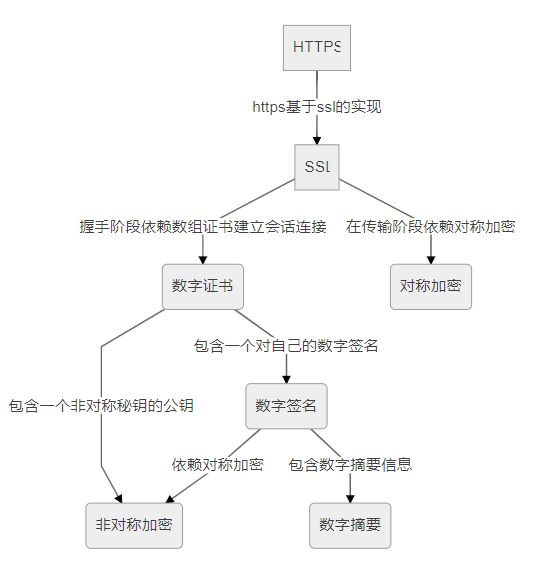 HTTPS
https基于ssl的实现
SSL
握手阶段依赖数组证书建立会话连接
在传输阶段依赖对称加密
数字证书
对称加密
包含一个对自己的数字签名
包含一个非对称秘钥的公钥
数字签名
依赖对称加密
包含数字摘要信息
非对称加密
数字摘要